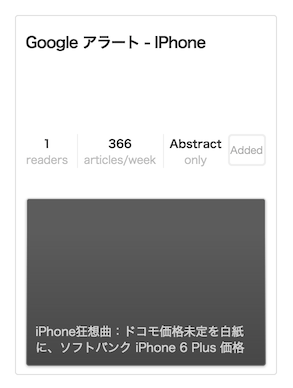 Google アラート - IPhone
1 366 Abstract Added
readers articles/week only
iPhone狂想曲：ドコモ価格未定を白紙
に、ソフトバンク iPhone 6 Plus 価格